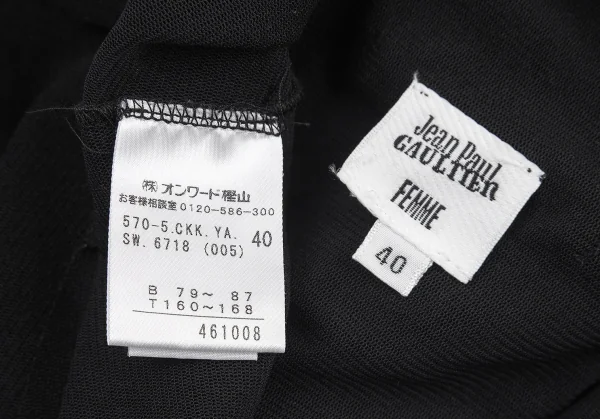 (株) オンワード樫山
お客様相談室 0120-586-300
570-5.CKK.YA. 40
SW. 6718 (005)
B 79〜 87
T 160〜168
461008
Jean Paul
GAULTIER
FEMME
40